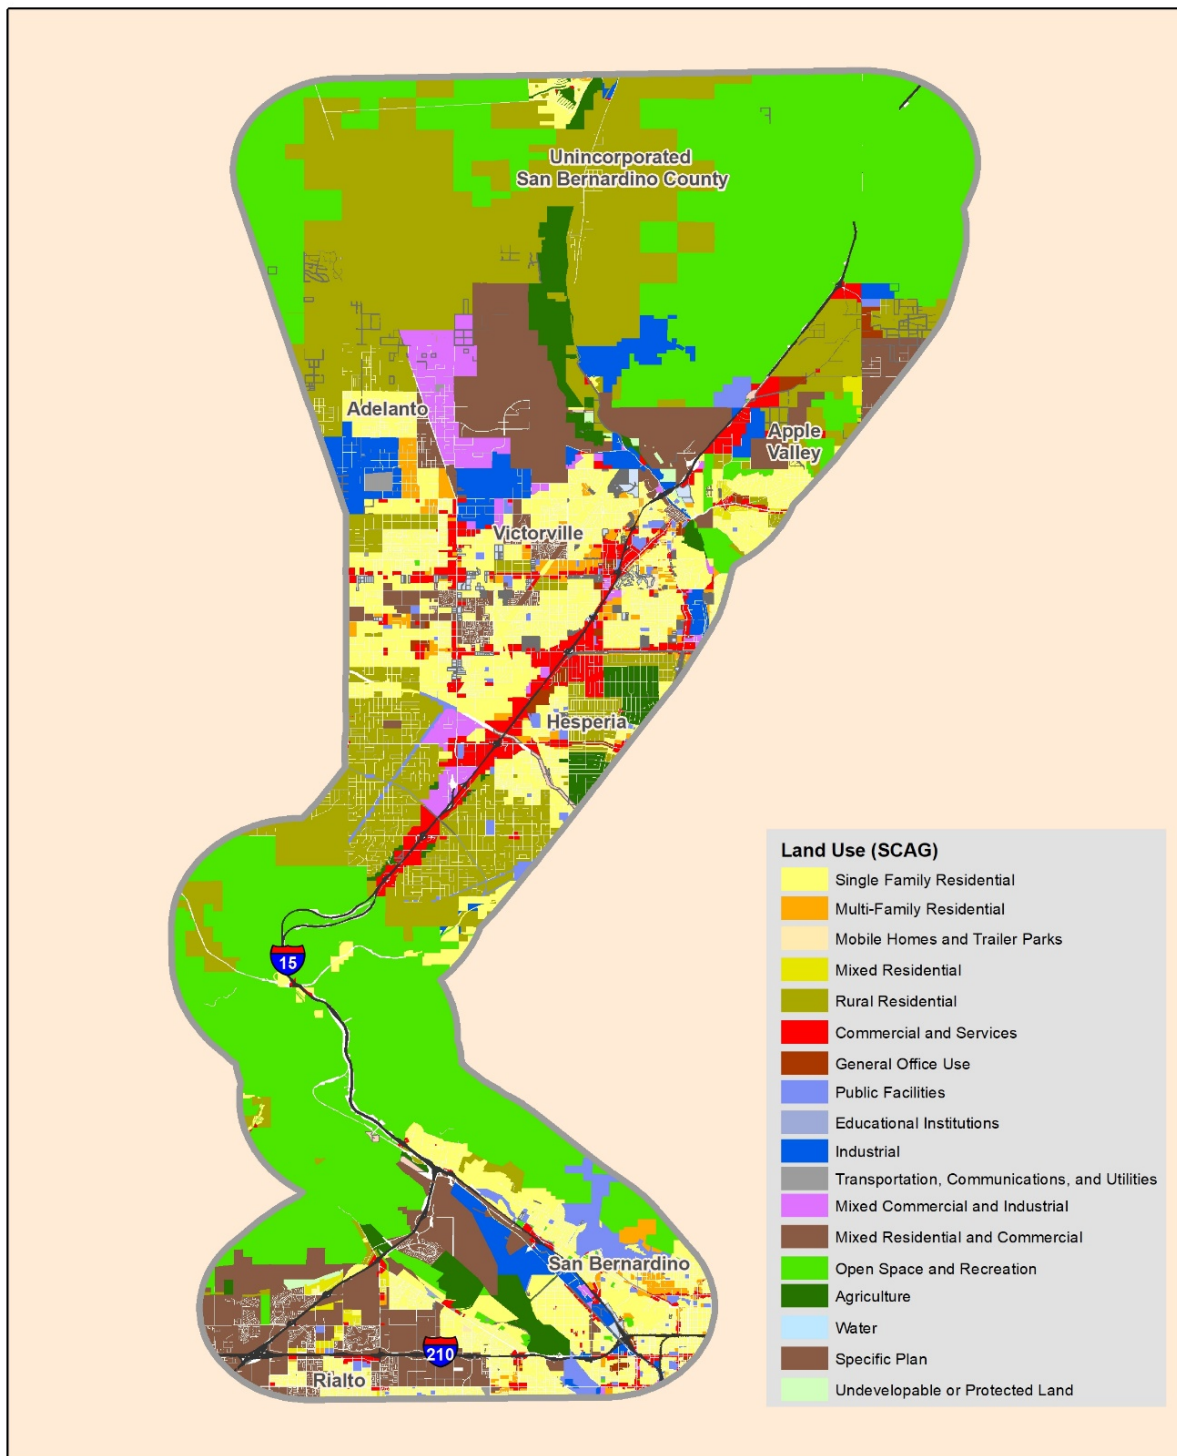 Unincorporated
San Bernardino County
Adelanto
Apple
Valley
Victorville
Hesperia
15
San Bernardino
210
Rialto
Land Use (SCAG)
Single Family Residential
Multi-Family Residential
Mobile Homes and Trailer Parks
Mixed Residential
Rural Residential
Commercial and Services
General Office Use
Public Facilities
Educational Institutions
Industrial
Transportation, Communications, and Utilities
Mixed Commercial and Industrial
Mixed Residential and Commercial
Open Space and Recreation
Agriculture
Water
Specific Plan
Undevelopable or Protected Land